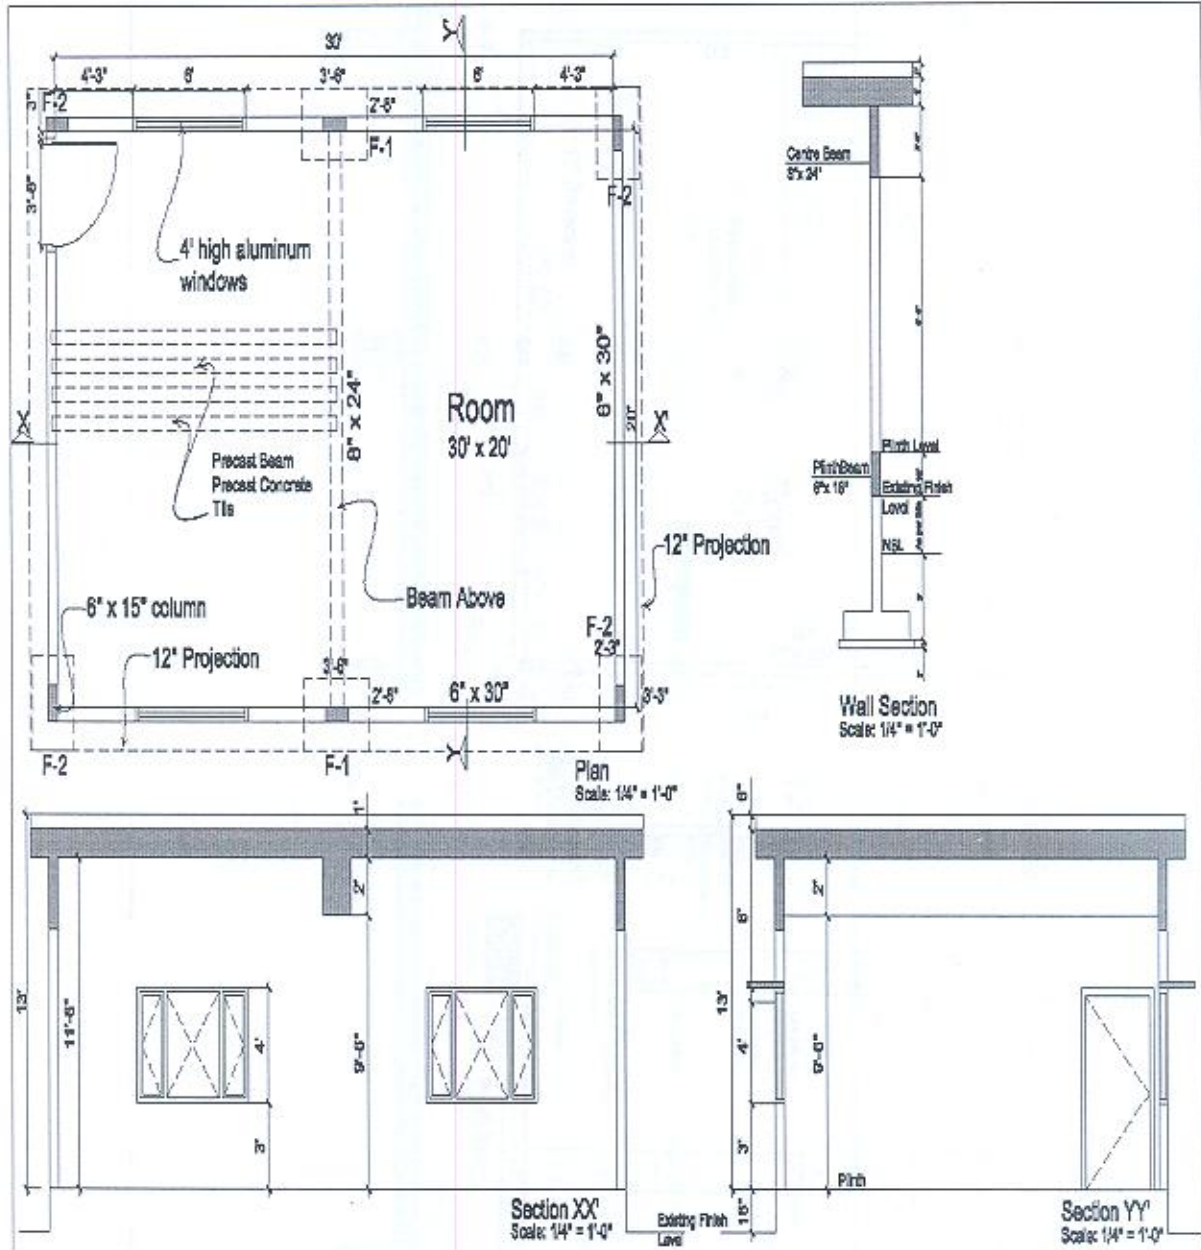 30'
Y'
4'-3"
6'
3'-6"
6'
4'-3"
3"
F-2
2'-6"
F-1
F-2
3'-6"
4' high aluminum
windows
8" x 24"
6" x 30"
Room
30' x 20'
20'
X
X'
Precast Beam
Precast Concrete
Tile
12" Projection
Beam Above
6" x 15" column
12" Projection
F-2
2'-3"
3'-6"
2'-6"
6" x 30"
3'-3"
F-2
F-1
Y
Plan
Scale: 1/4" = 1'-0"
Centre Beam
8"x 24"
Plinth Level
PlinthBeam
6"x 18"
Existing Finish
Level
NSL
Wall Section
Scale: 1/4" = 1'-0"
1'
2'
13'
11'-6"
4'
9'-6"
3'
Section XX'
Scale: 1/4" = 1'-0"
6"
2'
13'
4'
9'-6"
3'
Plinth
18"
Existing Finish
Level
Section YY'
Scale: 1/4" = 1'-0"